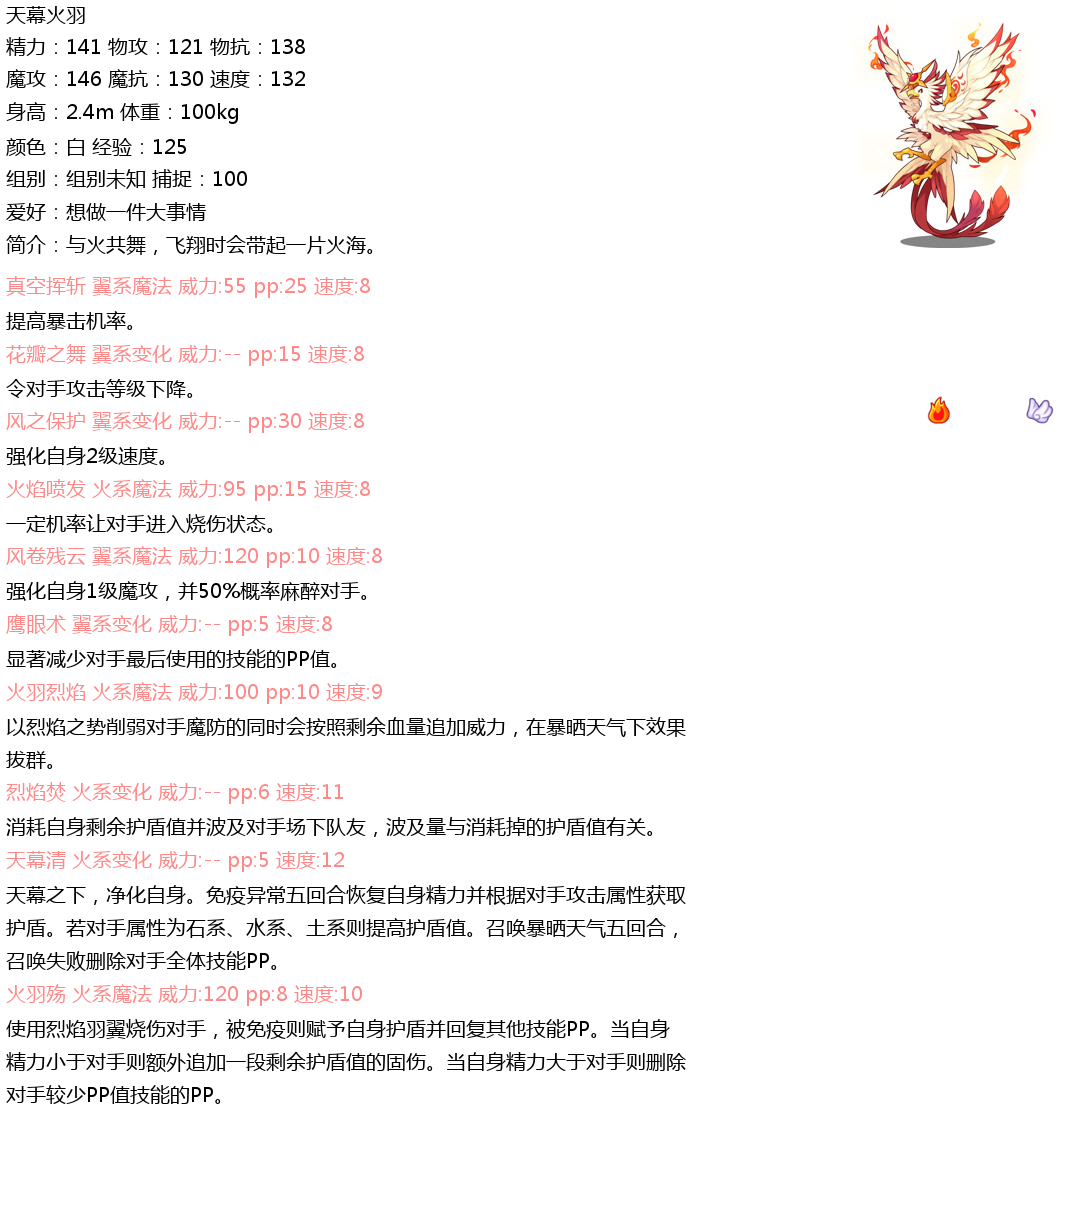 天幕火羽
精力：141 物攻：121 物抗：138
魔攻：146 魔抗：130 速度：132
身高：2.4m 体重：100kg
颜色：白 经验：125
组别：组别未知 捕捉：100
爱好：想做一件大事情
简介：与火共舞，飞翔时会带起一片火海。
真空挥斩 翼系魔法 威力:55 pp:25 速度:8
提高暴击机率。
花瓣之舞 翼系变化 威力:-- pp:15 速度:8
令对手攻击等级下降。
风之保护 翼系变化 威力:-- pp:30 速度:8
强化自身2级速度。
火焰喷发 火系魔法 威力:95 pp:15 速度:8
一定机率让对手进入烧伤状态。
风卷残云 翼系魔法 威力:120 pp:10 速度:8
强化自身1级魔攻，并50%概率麻醉对手。
鹰眼术 翼系变化 威力:-- pp:5 速度:8
显著减少对手最后使用的技能的PP值。
火羽烈焰 火系魔法 威力:100 pp:10 速度:9
以烈焰之势削弱对手魔防的同时会按照剩余血量追加威力，在暴晒天气下效果
拔群。
烈焰焚 火系变化 威力:-- pp:6 速度:11
消耗自身剩余护盾值并波及对手场下队友，波及量与消耗掉的护盾值有关。
天幕清 火系变化 威力:-- pp:5 速度:12
天幕之下，净化自身。免疫异常五回合恢复自身精力并根据对手攻击属性获取
护盾。若对手属性为石系、水系、土系则提高护盾值。召唤暴晒天气五回合，
召唤失败删除对手全体技能PP。
火羽殇 火系魔法 威力:120 pp:8 速度:10
使用烈焰羽翼烧伤对手，被免疫则赋予自身护盾并回复其他技能PP。当自身
精力小于对手则额外追加一段剩余护盾值的固伤。当自身精力大于对手则删除
对手较少PP值技能的PP。